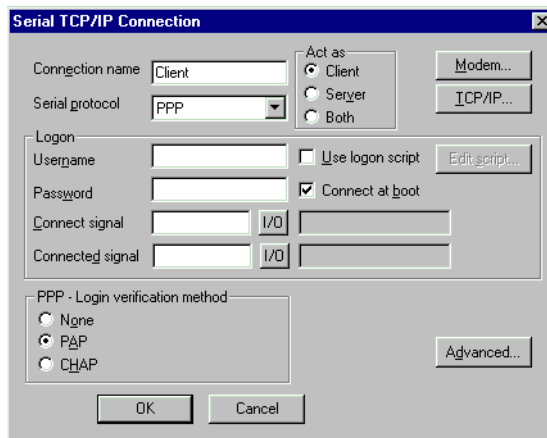 Serial TCP/IP Connection
Connection name Client
Serial protocol PPP
Act as
Client
Server
Both
Modem...
TCP/IP...
Logon
Username
Use logon script
Edit script...
Password
Connect at boot
Connect signal I/O
Connected signal I/O
PPP - Login verification method
None
PAP
CHAP
Advanced...
OK Cancel